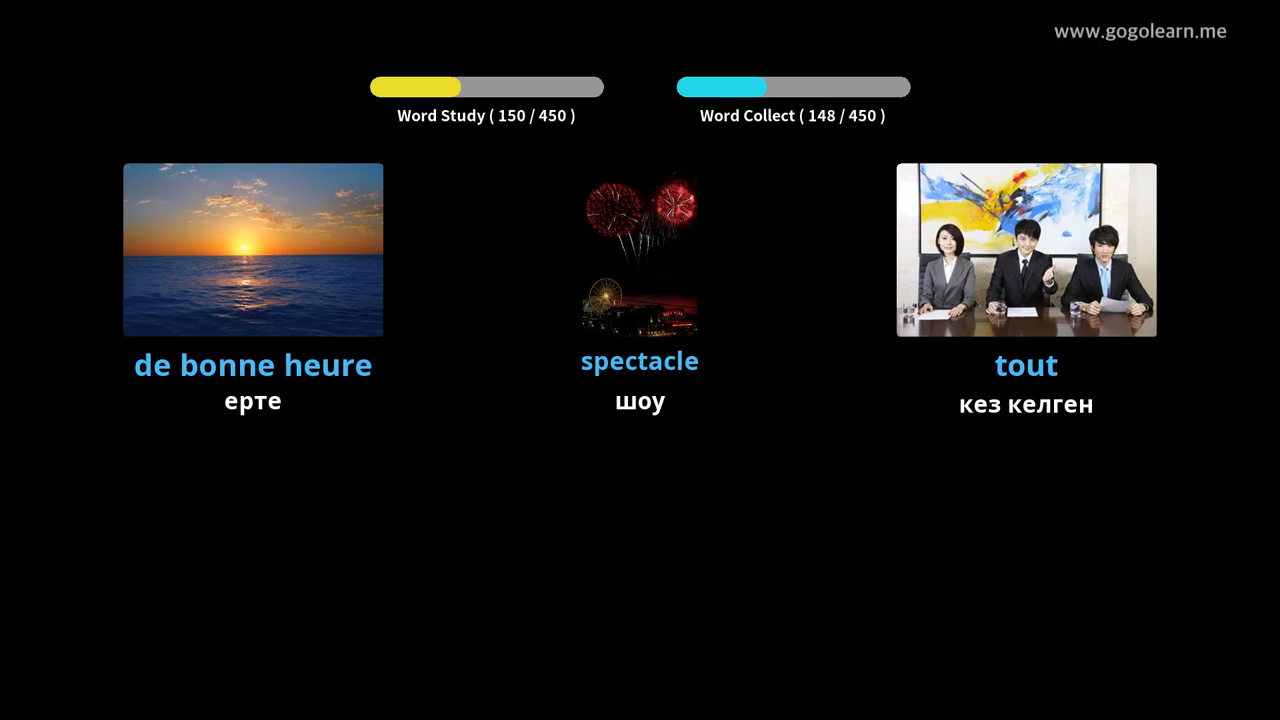 www.gogolearn.me
Word Study ( 150 / 450 )
Word Collect ( 148 / 450 )
de bonne heure
ерте
spectacle
шоу
tout
кез келген